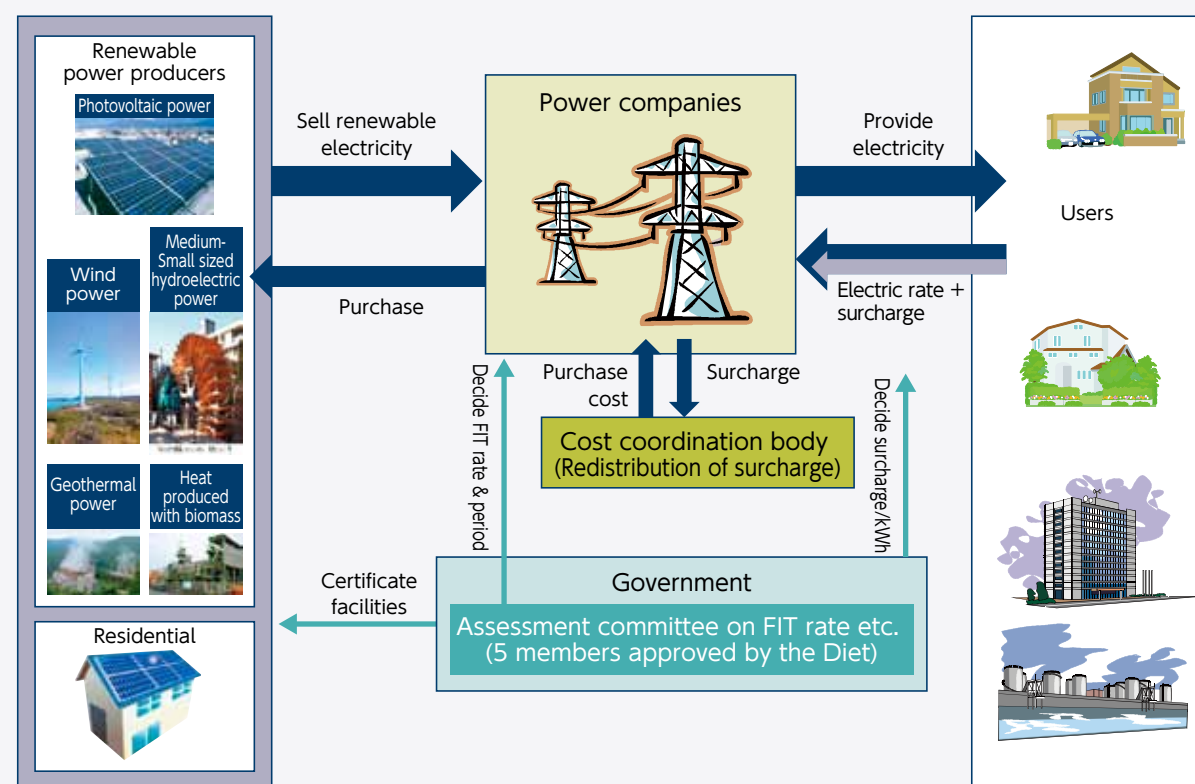 Renewable
power producers
Photovoltaic power
Wind
power
Medium-
Small sized
hydroelectric
power
Geothermal
power
Heat
produced
with biomass
Residential
Sell renewable
electricity
Purchase
Power companies
Provide
electricity
Electric rate +
surcharge
Users
Decide FIT rate & period
Purchase
cost
Surcharge
Decide surcharge/kWh
Cost coordination body
(Redistribution of surcharge)
Certificate
facilities
Government
Assessment committee on FIT rate etc.
(5 members approved by the Diet)